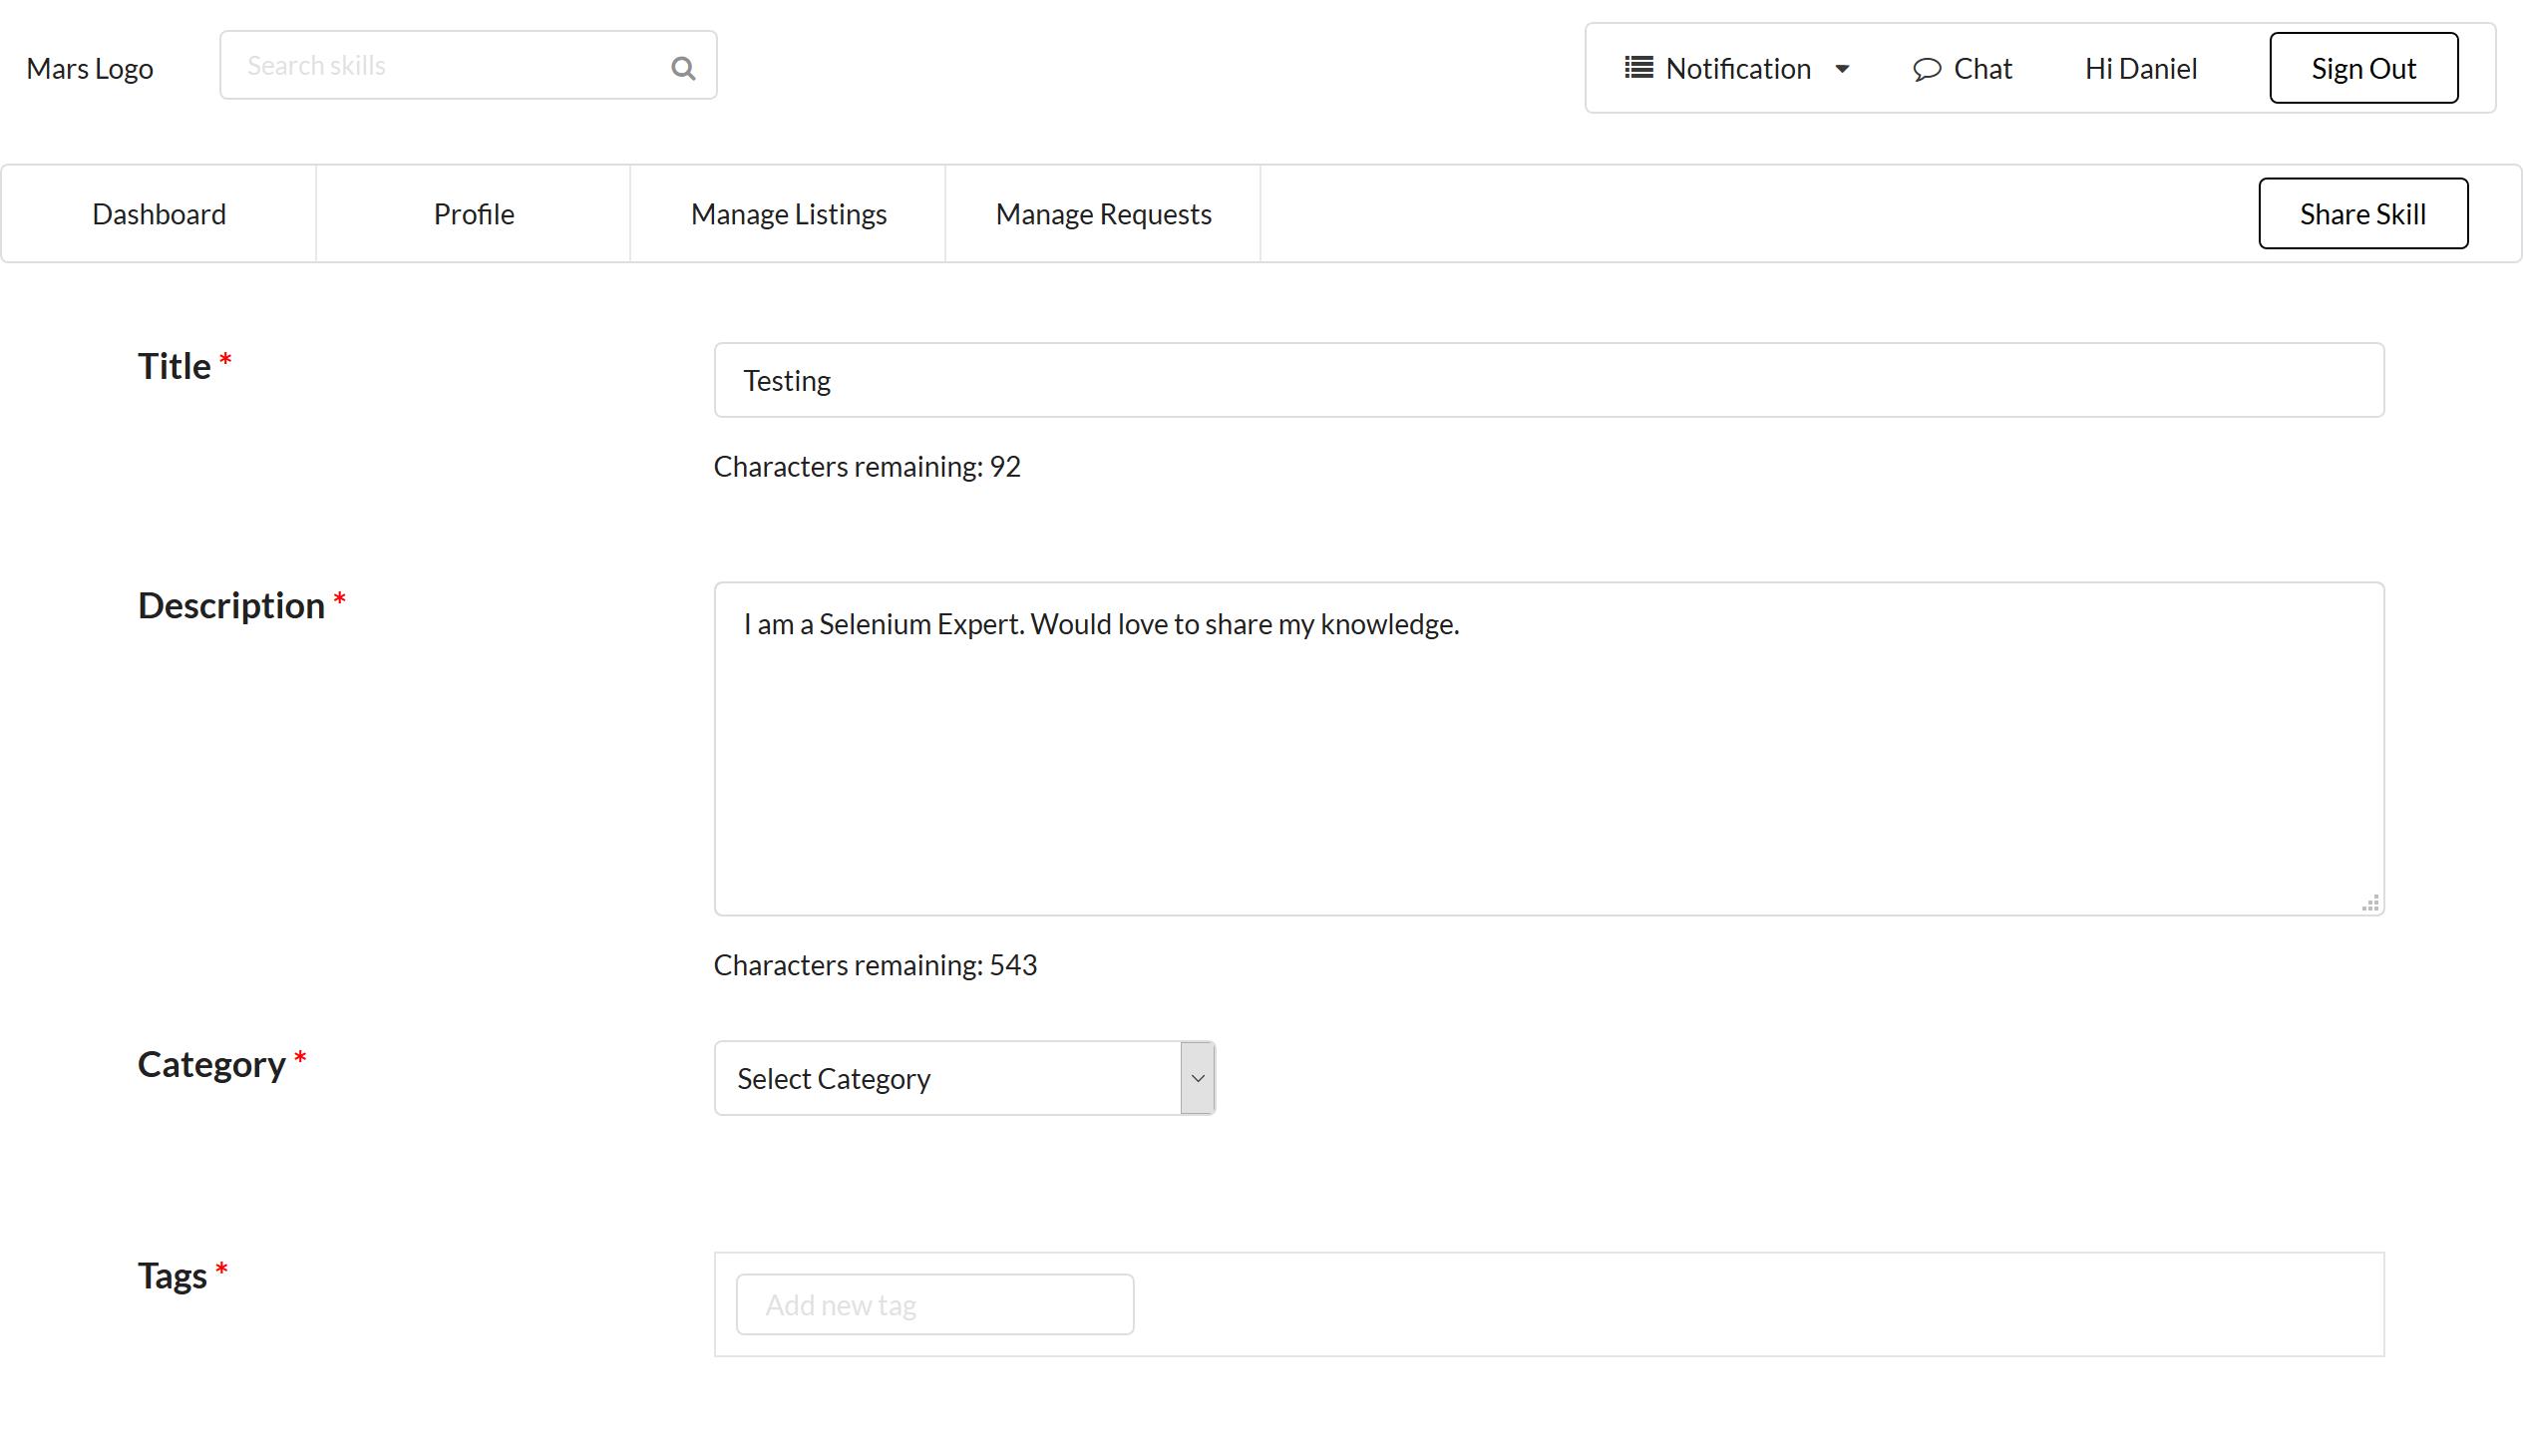 Mars Logo
Search skills
Notification
Chat
Hi Daniel
Sign Out
Dashboard
Profile
Manage Listings
Manage Requests
Share Skill
Title *
Testing
Characters remaining: 92
Description *
I am a Selenium Expert. Would love to share my knowledge.
Characters remaining: 543
Category *
Select Category
Tags *
Add new tag